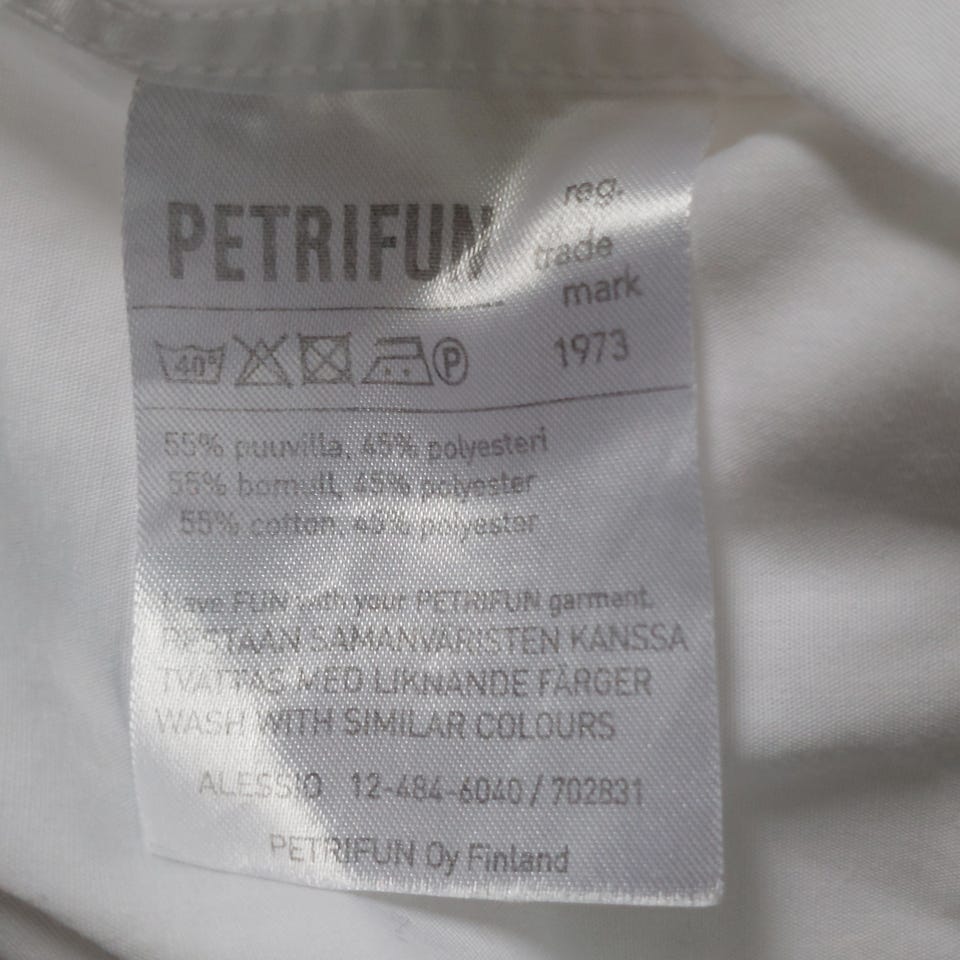 PETRIFUN
reg.
trade
mark
1973
40°
P
55% puuvilla, 45% polyesteri
55% bomull, 45% polyester
55% cotton, 45% polyester
Have FUN with your PETRIFUN garment.
PESTÄÄN SAMANVÄRISTEN KANSSA
TVÄTTAS MED LIKNANDE FÄRGER
WASH WITH SIMILAR COLOURS
ALESSIO 12-484-6040 / 702831
PETRIFUN Oy Finland